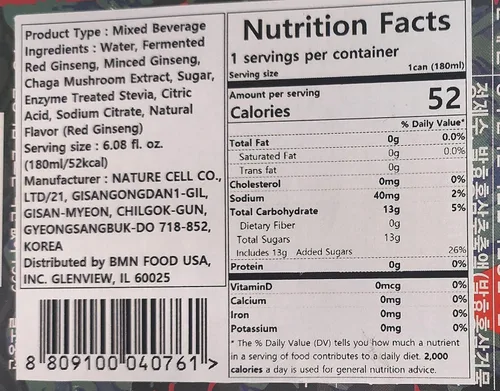 Product Type : Mixed Beverage
Ingredients : Water, Fermented
Red Ginseng, Minced Ginseng,
Chaga Mushroom Extract, Sugar,
Enzyme Treated Stevia, Citric
Acid, Sodium Citrate, Natural
Flavor (Red Ginseng)
Serving size : 6.08 fl. oz.
(180ml/52kcal)
Manufacturer : NATURE CELL CO.,
LTD/21, GISANGONGDAN1-GIL,
GISAN-MYEON, CHILGOK-GUN,
GYEONGSANGBUK-DO 718-852,
KOREA
Distributed by BMN FOOD USA,
INC. GLENVIEW, IL 60025
8 809100 040761 >
Nutrition Facts
1 servings per container
Serving size 1can (180ml)
Amount per serving
Calories 52
% Daily Value*
Total Fat 0g 0.0%
Saturated Fat 0g 0.0%
Trans fat 0g
Cholesterol 0mg 0%
Sodium 40mg 2%
Total Carbohydrate 13g 5%
Dietary Fiber 0g
Total Sugars 13g
Includes 13g Added Sugars 26%
Protein 0g 0%
VitaminD 0mcg 0%
Calcium 0mg 0%
Iron 0mg 0%
Potassium 0mg 0%
* The % Daily Value (DV) tells you how much a nutrient
in a serving of food contributes to a daily diet. 2,000
calories a day is used for general nutrition advice.